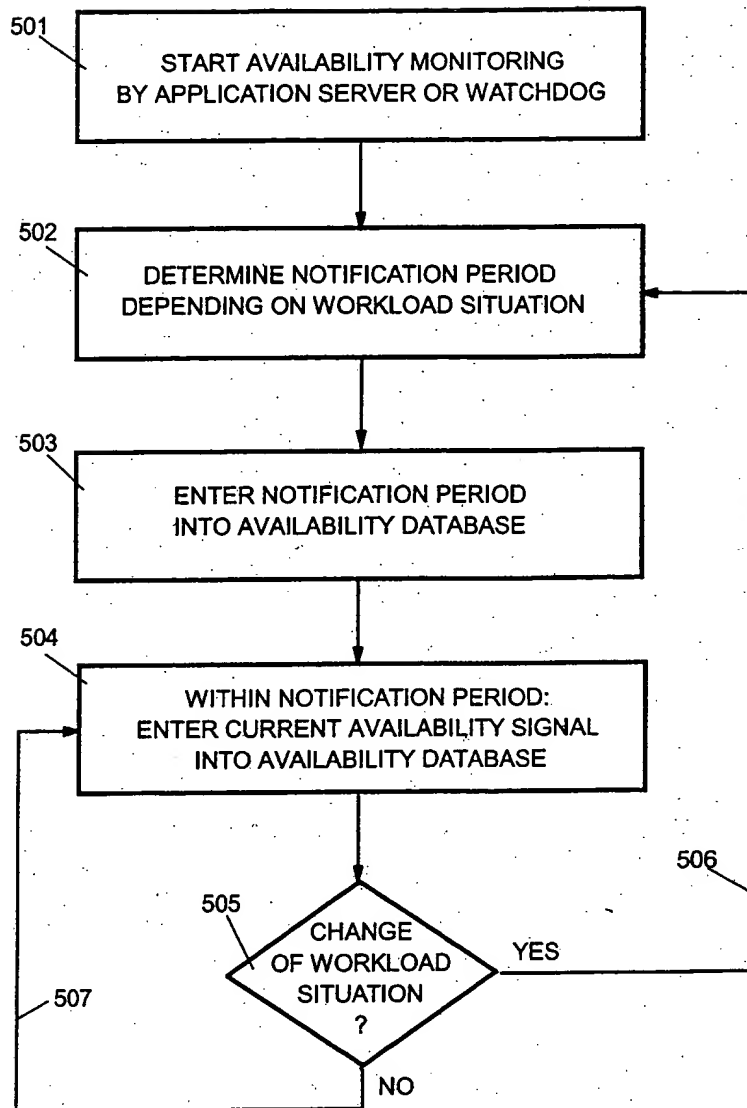 501
START AVAILABILITY MONITORING
BY APPLICATION SERVER OR WATCHDOG
502
DETERMINE NOTIFICATION PERIOD
DEPENDING ON WORKLOAD SITUATION
503
ENTER NOTIFICATION PERIOD
INTO AVAILABILITY DATABASE
504
WITHIN NOTIFICATION PERIOD:
ENTER CURRENT AVAILABILITY SIGNAL
INTO AVAILABILITY DATABASE
505
CHANGE
OF WORKLOAD
SITUATION
?
YES
506
507
NO